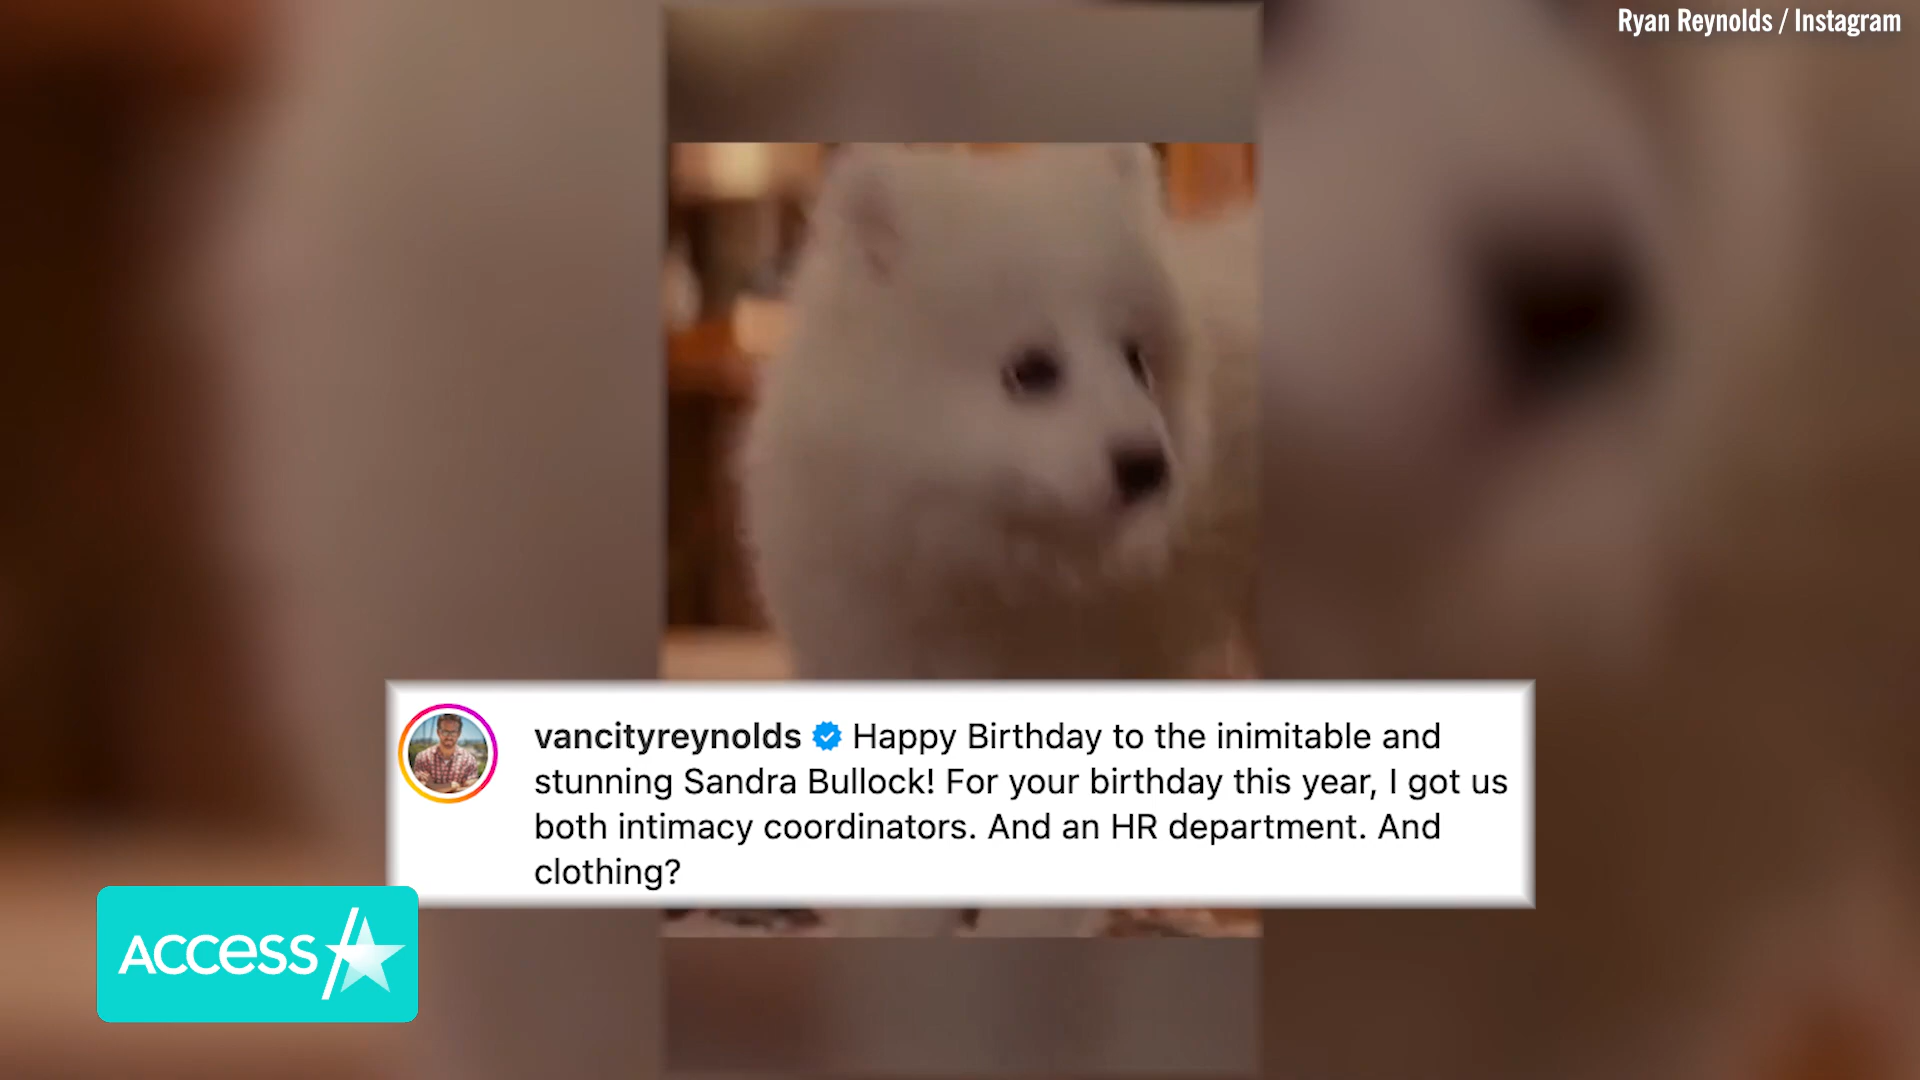 Ryan Reynolds / Instagram
vancityreynolds Happy Birthday to the inimitable and
stunning Sandra Bullock! For your birthday this year, I got us
both intimacy coordinators. And an HR department. And
clothing?
ACCESS